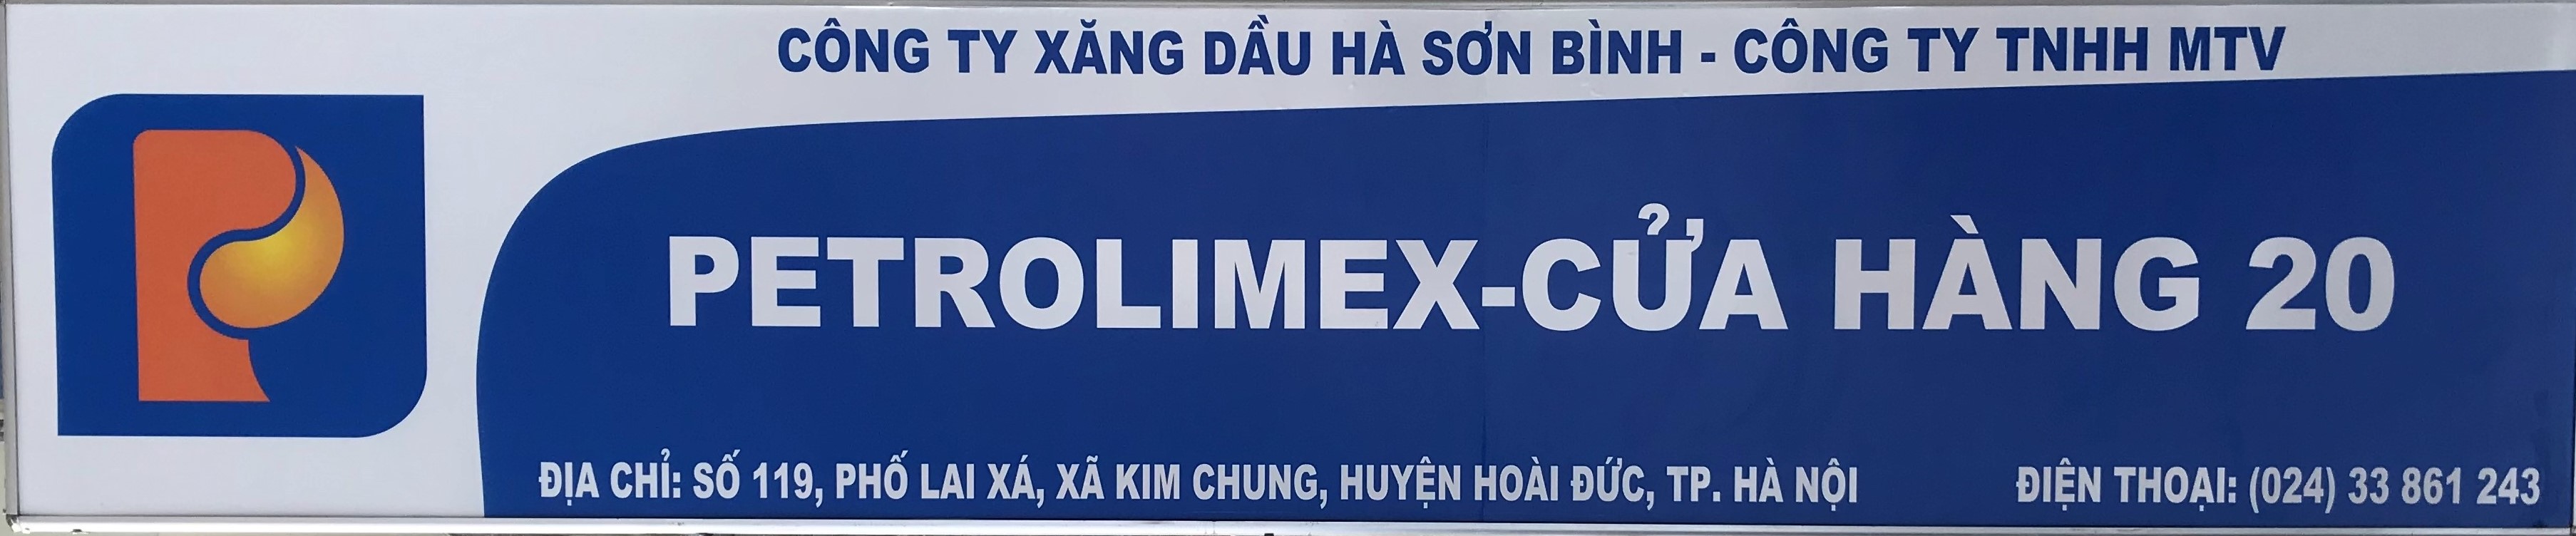 CÔNG TY XĂNG DẦU HÀ SƠN BÌNH - CÔNG TY TNHH MTV
PETROLIMEX-CỬA HÀNG 20
ĐỊA CHỈ: SỐ 119, PHỐ LAI XÁ, XÃ KIM CHUNG, HUYỆN HOÀI ĐỨC, TP. HÀ NỘI
ĐIỆN THOẠI: (024) 33 861 243